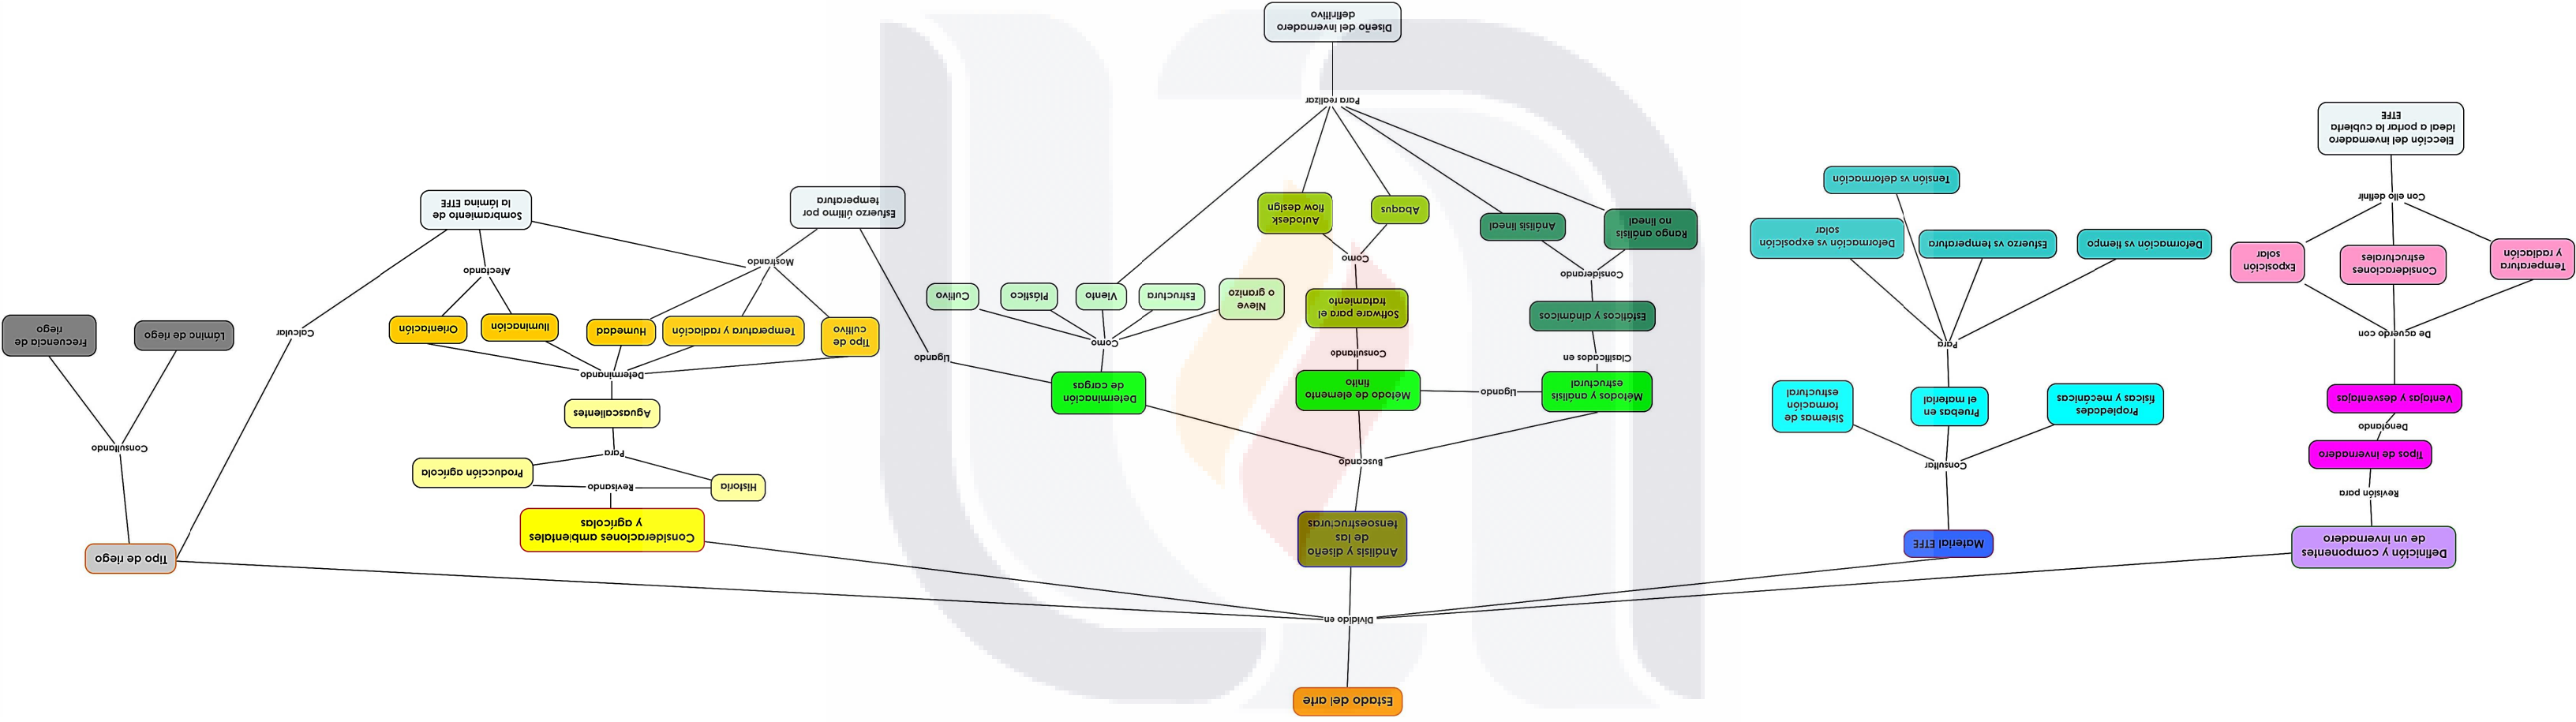 Estado del arte
Dividido en
Definición y componentes
de un invernadero
Revisión para
Tipos de invernadero
Denotando
Ventajas y desventajas
De acuerdo con
Temperatura
y radiación
Consideraciones
estructurales
Exposición
solar
Con ello definir
Elección del invernadero
ideal a portar la cubierta
ETFE
Material ETFE
Consultar
Propiedades
físicas y mecánicas
Pruebas en
el material
Sistemas de
formación
estructural
Para
Deformación vs tiempo
Esfuerzo vs temperatura
Deformación vs exposición
solar
Tensión vs deformación
Análisis y diseño
de las
tensoestructuras
Buscando
Métodos y análisis
estructural
Ligando
Método de elemento
finito
Determinación
de cargas
Clasificados en
Estáticos y dinámicos
Considerando
Rango análisis
no lineal
Análisis lineal
Consultando
Software para el
tratamiento
Como
Abaqus
Autodesk
flow design
Como
Nieve
o granizo
Estructura
Viento
Plástico
Cultivo
Para realizar
Diseño del invernadero
definitivo
Ligando
Esfuerzo último por
temperatura
Consideraciones ambientales
y agrícolas
Revisando
Historia
Producción agrícola
Para
Aguascalientes
Determinando
Tipo de
cultivo
Temperatura y radiación
Humedad
Iluminación
Orientación
Mostrando
Afectando
Sombramiento de
la lámina ETFE
Tipo de riego
Calcular
Consultando
Lámina de riego
Frecuencia de
riego